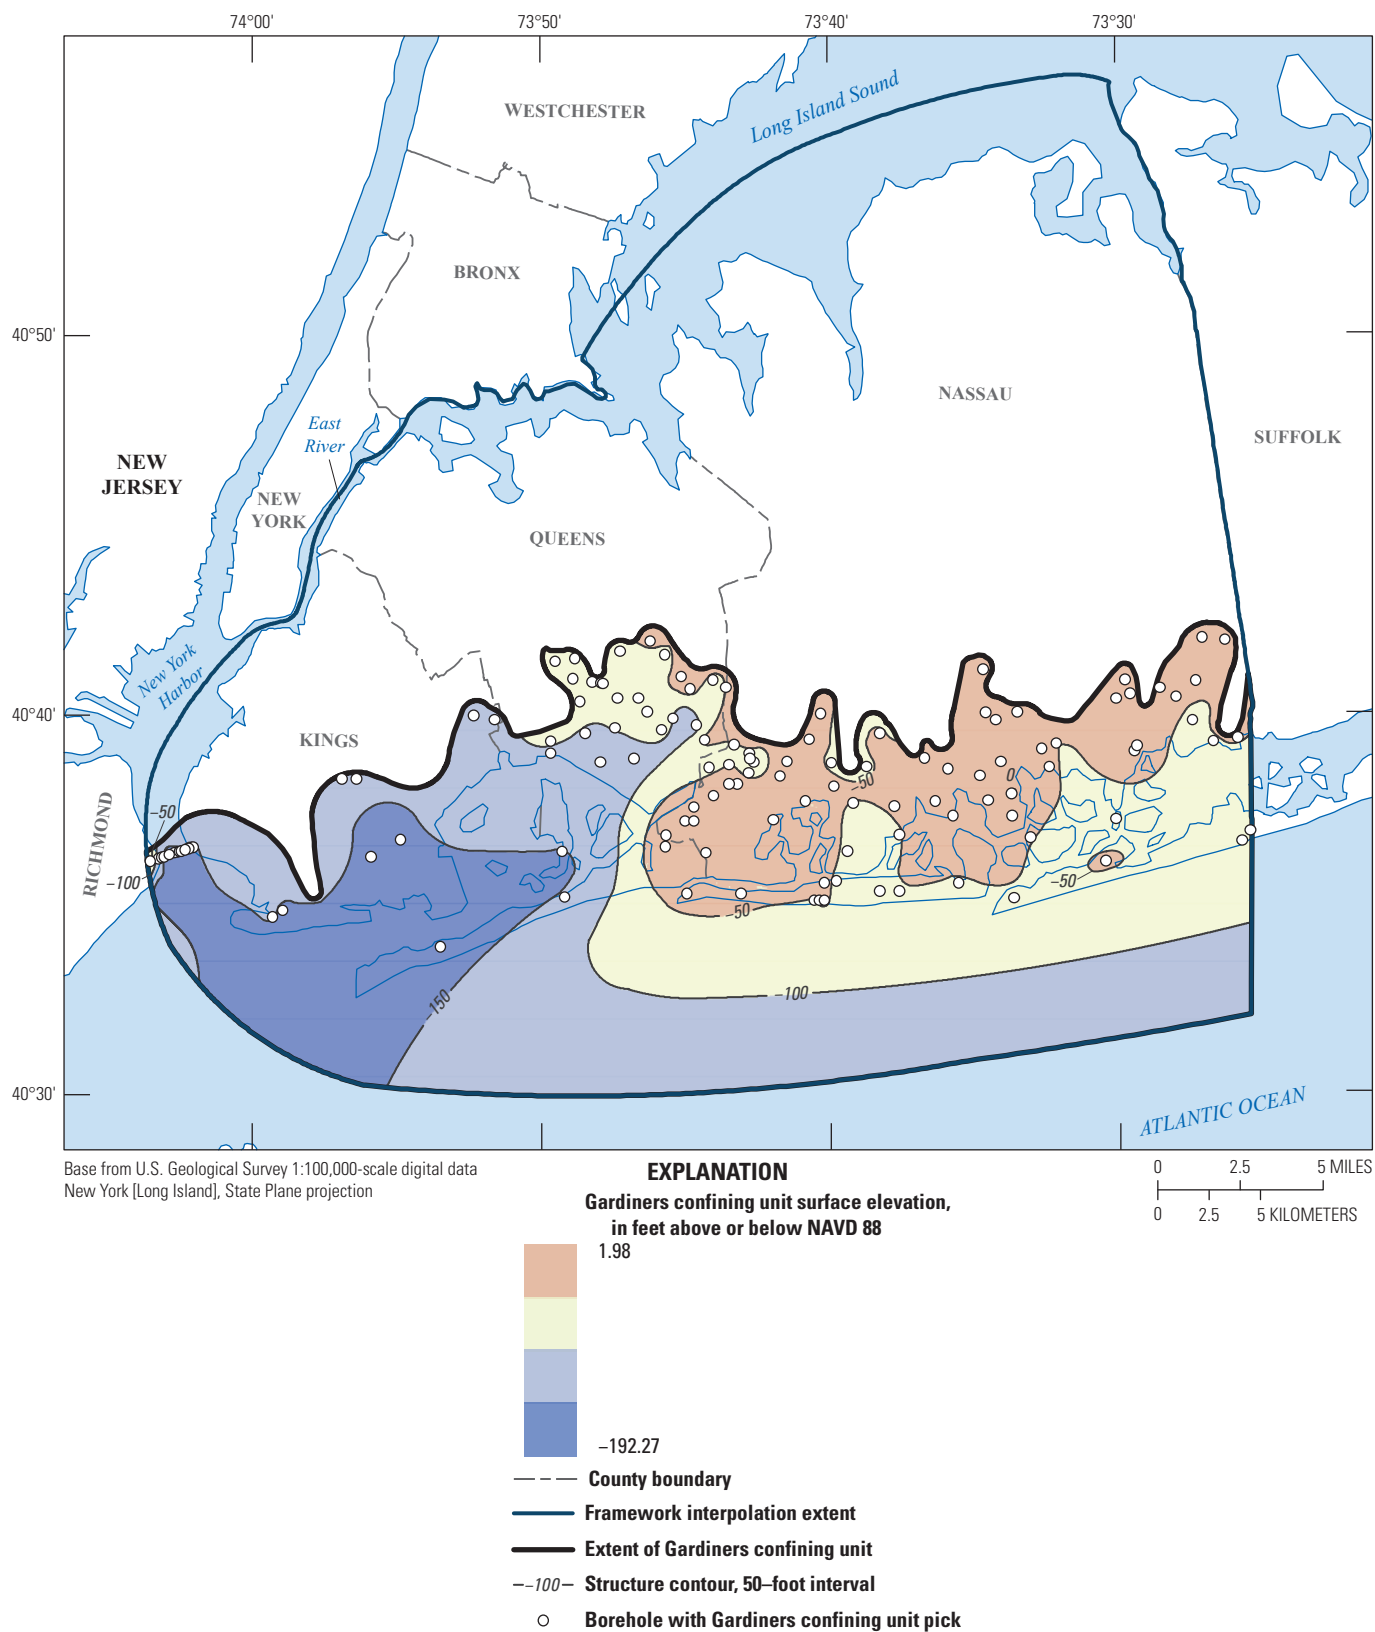 74°00'
73°50'
73°40'
73°30'
WESTCHESTER
Long Island Sound
BRONX
40°50'
NASSAU
East
River
SUFFOLK
NEW
JERSEY
NEW
YORK
QUEENS
New York
Harbor
40°40'
KINGS
−50
0
−50
RICHMOND
−100
−50
−50
−100
−150
40°30'
ATLANTIC OCEAN
Base from U.S. Geological Survey 1:100,000-scale digital data
New York [Long Island], State Plane projection
0 2.5 5 MILES
0 2.5 5 KILOMETERS
EXPLANATION
Gardiners confining unit surface elevation,
in feet above or below NAVD 88
1.98
−192.27
County boundary
Framework interpolation extent
Extent of Gardiners confining unit
−100 Structure contour, 50–foot interval
Borehole with Gardiners confining unit pick